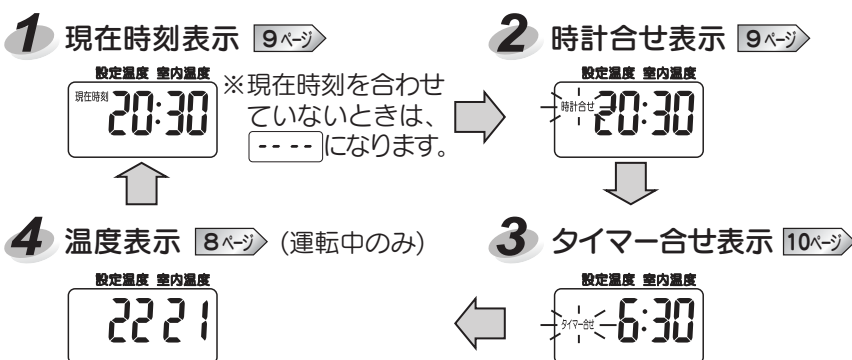 1 現在時刻表示 9ページ
設定温度 室内温度
現在時刻 20:30
※現在時刻を合わせ
ていないときは、
- - - - になります。
2 時計合せ表示 9ページ
設定温度 室内温度
時計合せ 20:30
4 温度表示 8ページ (運転中のみ)
設定温度 室内温度
22 21
3 タイマー合せ表示 10ページ
設定温度 室内温度
タイマー合せ 6:30